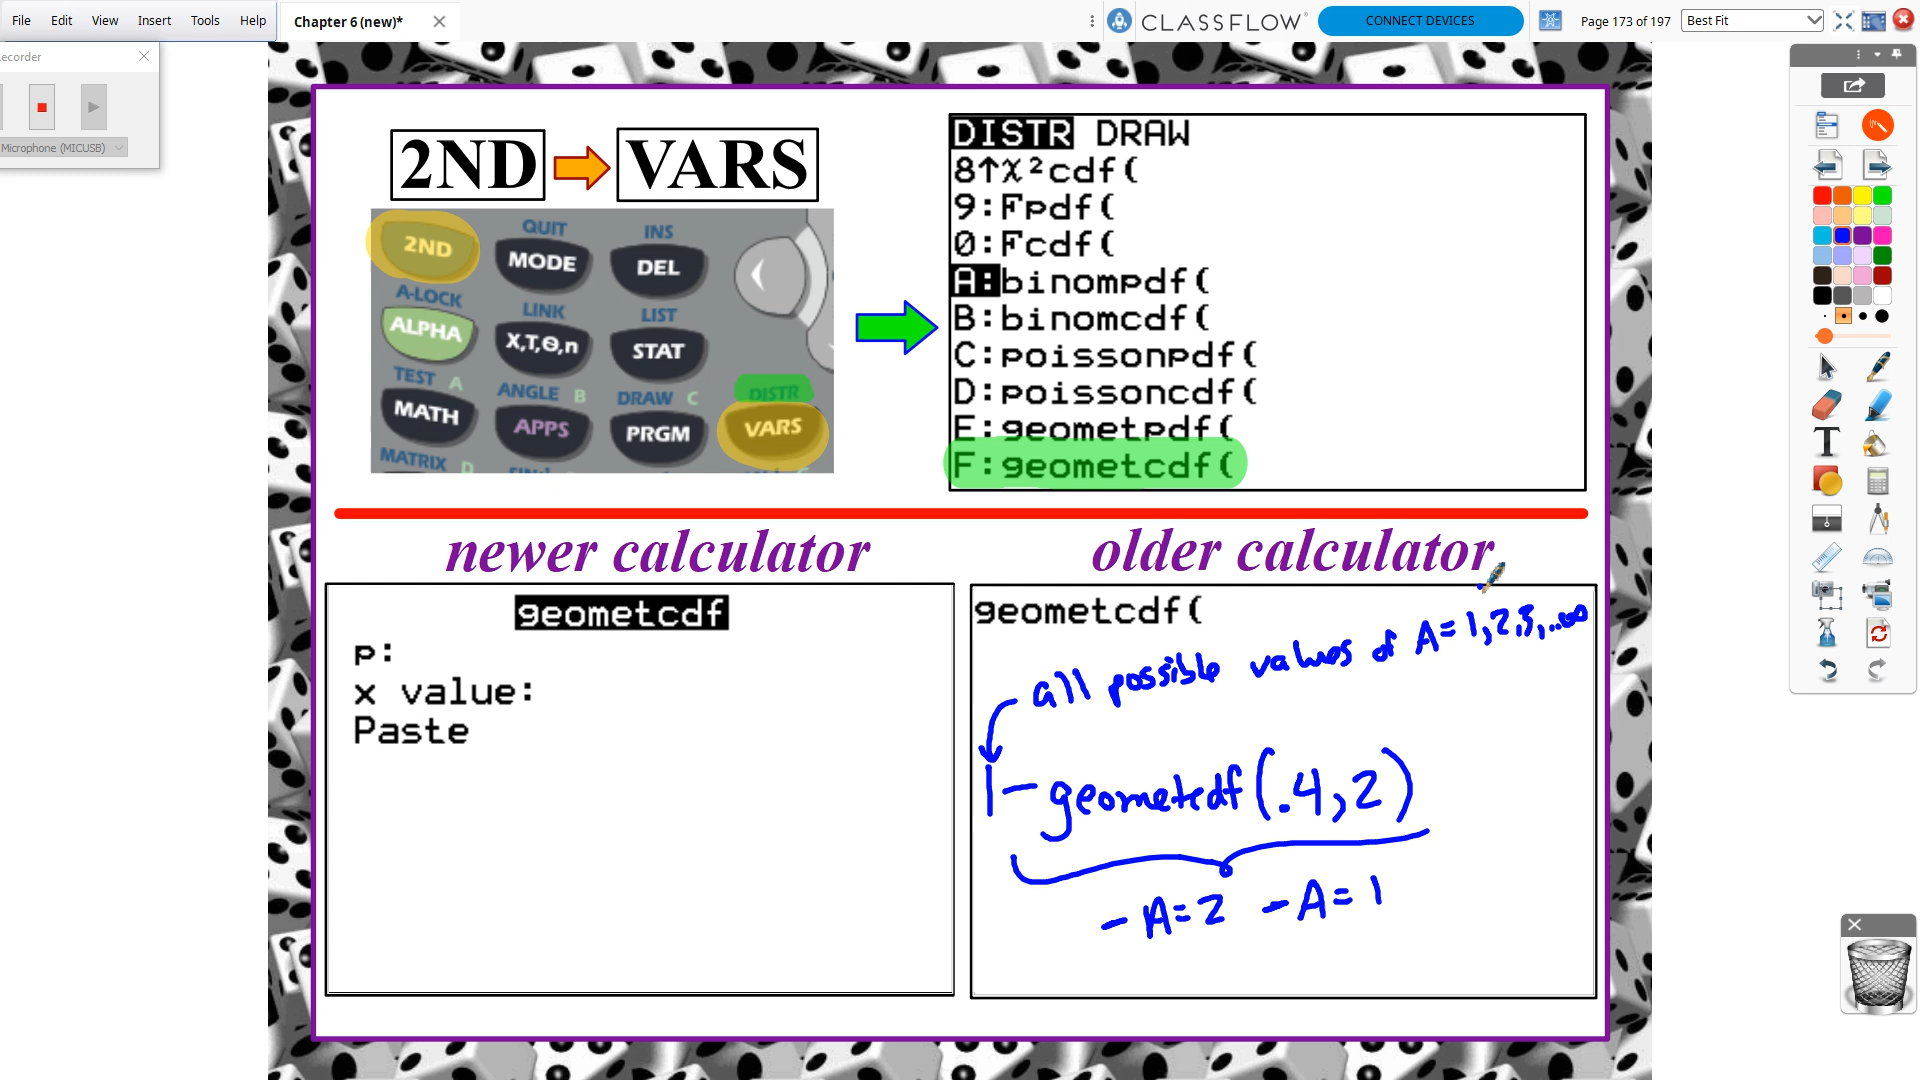 File Edit View Insert Tools Help
Chapter 6 (new)*
CLASSFLOW
CONNECT DEVICES
Page 173 of 197
Best Fit
ecorder
Microphone (MICUSB)
2ND VARS
QUIT INS
2ND MODE DEL
A-LOCK LINK LIST
ALPHA X,T,Θ,n STAT
TEST A ANGLE B DRAW C DISTR
MATH APPS PRGM VARS
MATRIX D
DISTR DRAW
8↑χ²cdf(
9:Fpdf(
0:Fcdf(
A:binompdf(
B:binomcdf(
C:poissonpdf(
D:poissoncdf(
E:geometpdf(
F:geometcdf(
newer calculator
geometcdf
p:
x value:
Paste
older calculator
geometcdf(
all possible values of A=1,2,3,...∞
1-geometcdf(.4,2)
-A=2 -A=1